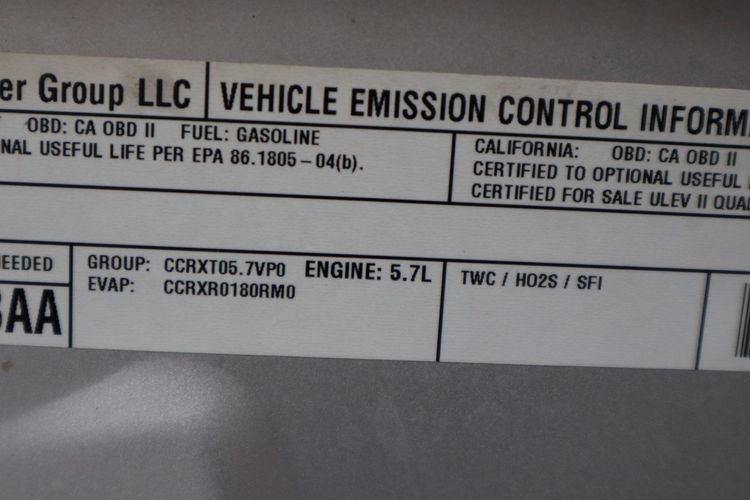 er Group LLC VEHICLE EMISSION CONTROL INFORM
OBD: CA OBD II FUEL: GASOLINE
NAL USEFUL LIFE PER EPA 86.1805-04(b).
CALIFORNIA: OBD: CA OBD II
CERTIFIED TO OPTIONAL USEFUL
CERTIFIED FOR SALE ULEV II QUAL
NEEDED
AA
GROUP: CCRXT05.7VP0 ENGINE: 5.7L
EVAP: CCRXR0180RM0
TWC / HO2S / SFI